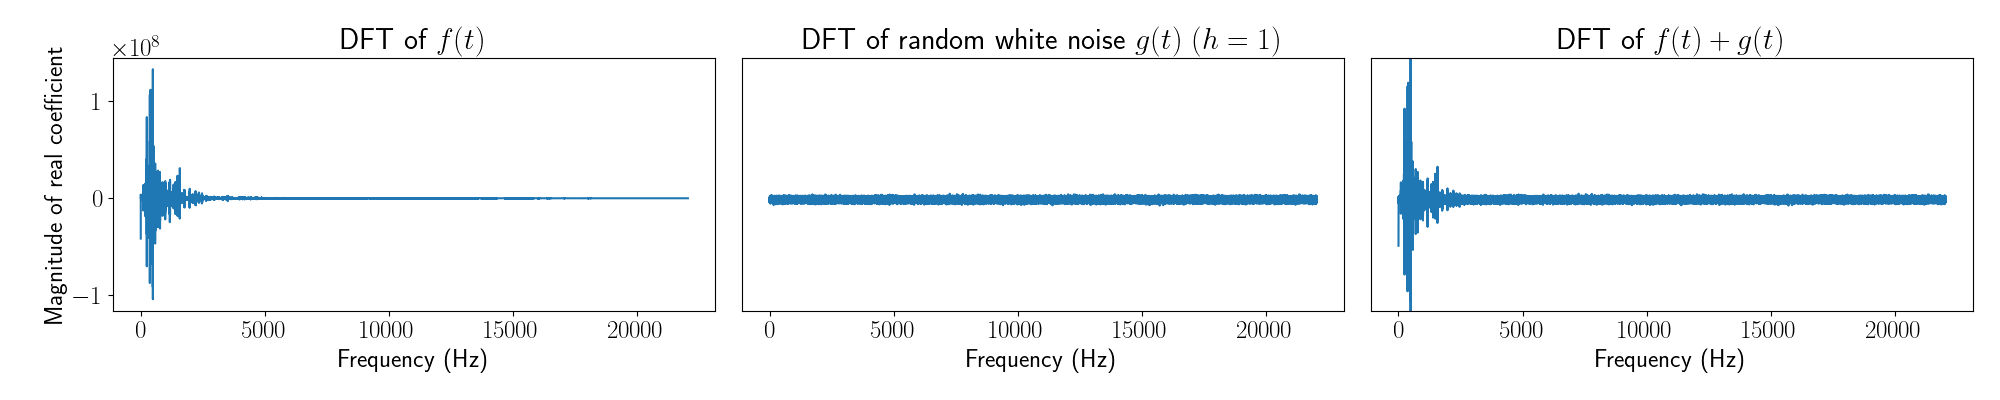 DFT of f(t)
DFT of random white noise g(t) (h = 1)
DFT of f(t) + g(t)
×10⁸
Magnitude of real coefficient
1
0
−1
0 5000 10000 15000 20000
0 5000 10000 15000 20000
0 5000 10000 15000 20000
Frequency (Hz)
Frequency (Hz)
Frequency (Hz)